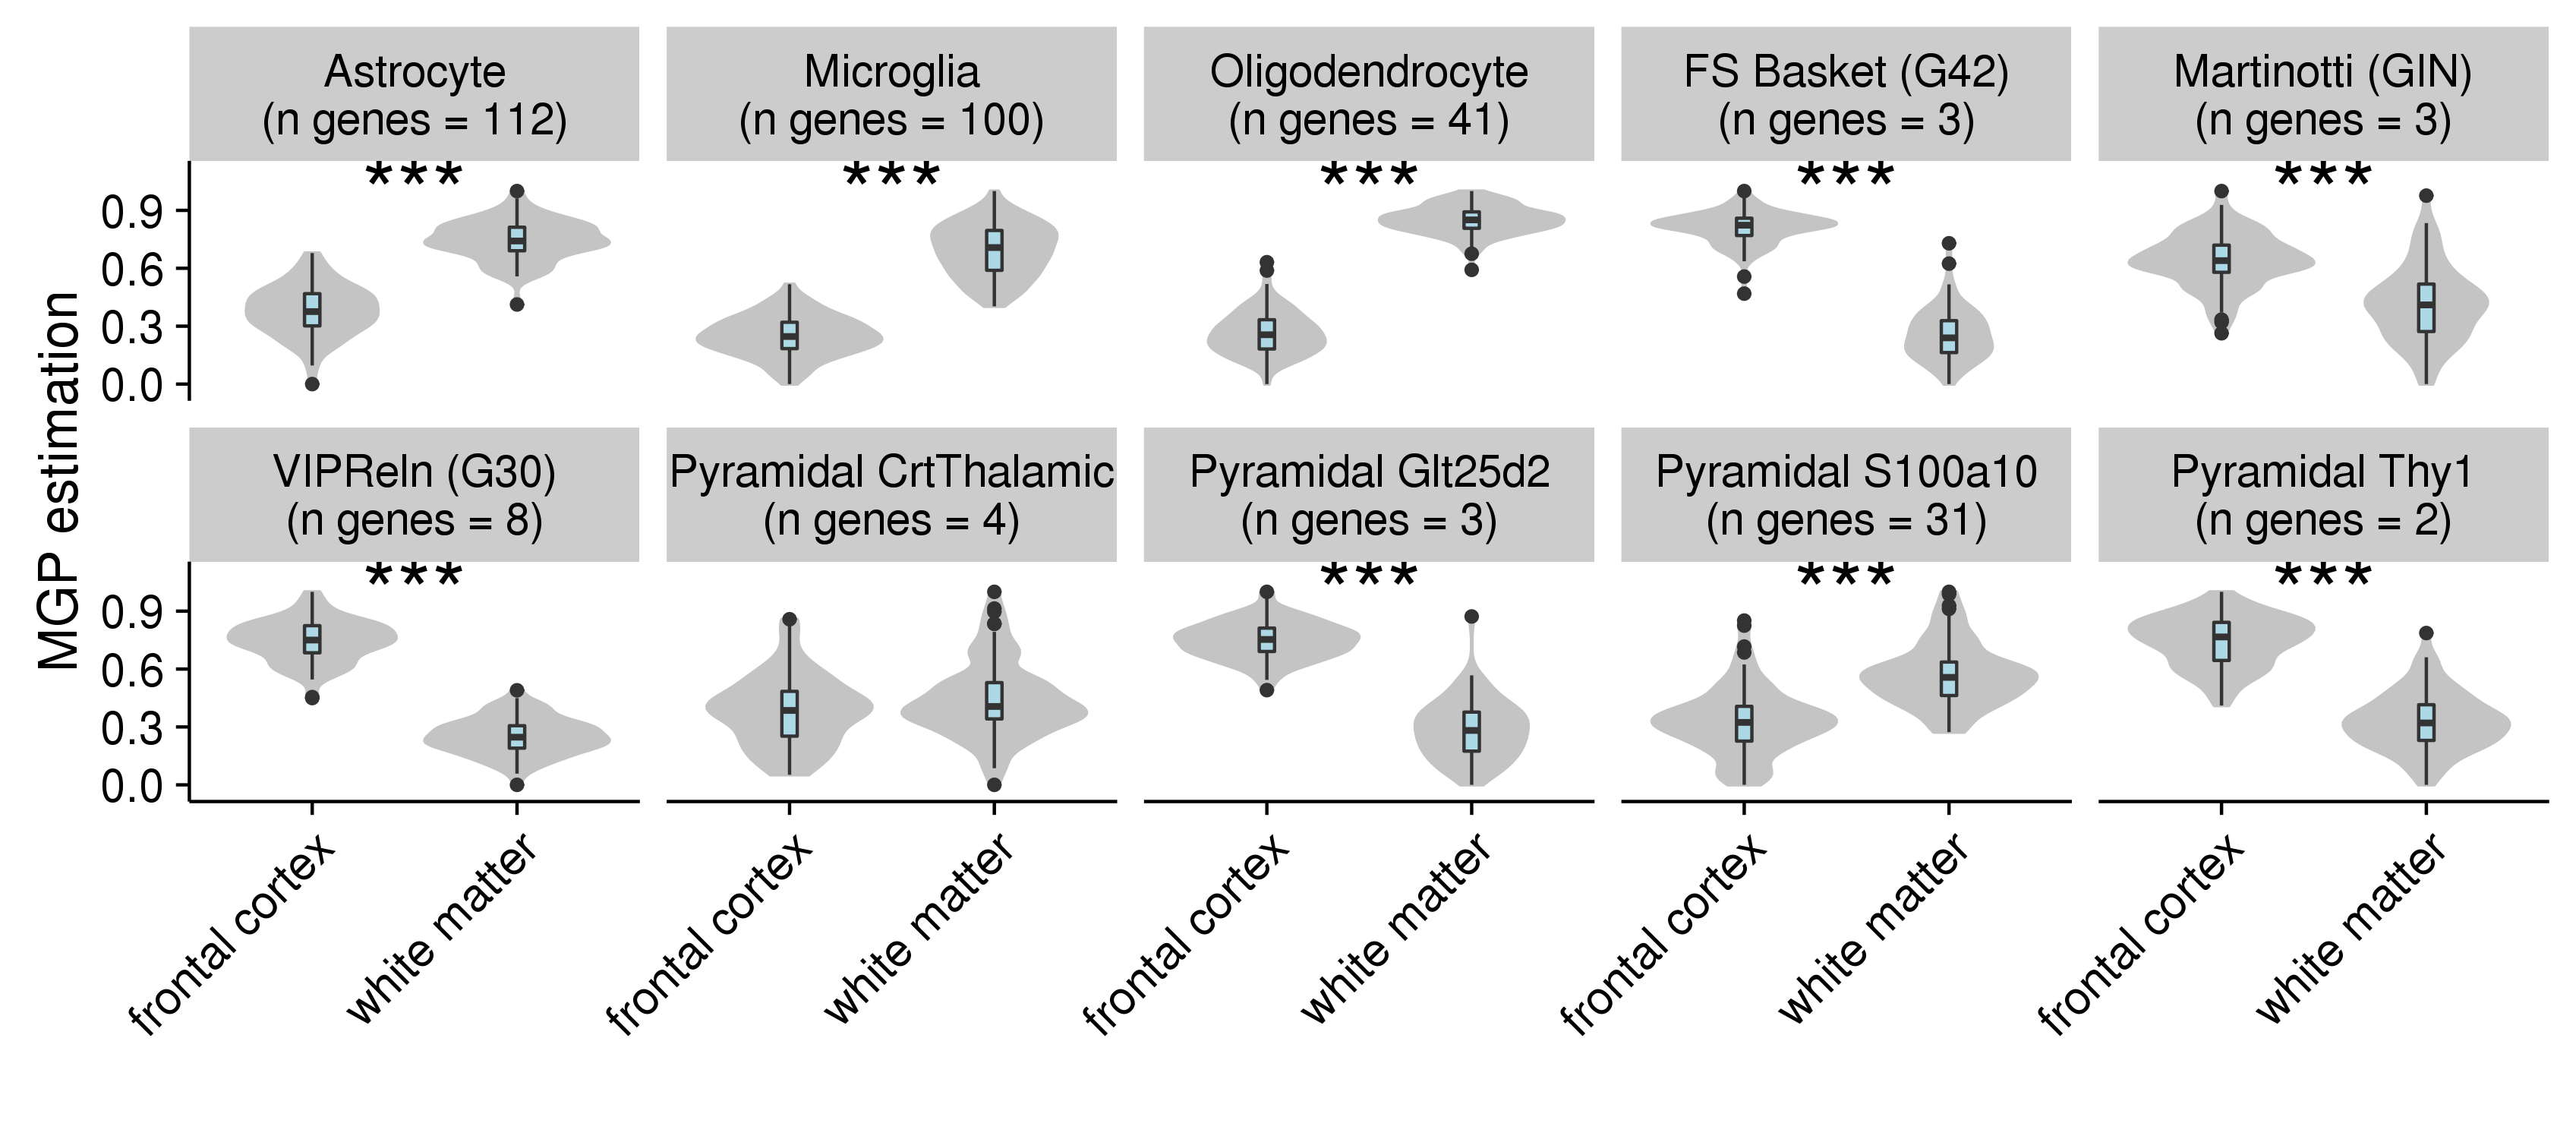 Astrocyte
(n genes = 112)
Microglia
(n genes = 100)
Oligodendrocyte
(n genes = 41)
FS Basket (G42)
(n genes = 3)
Martinotti (GIN)
(n genes = 3)
***
***
***
***
***
0.9
0.6
0.3
0.0
MGP estimation
VIPReln (G30)
(n genes = 8)
Pyramidal CrtThalamic
(n genes = 4)
Pyramidal Glt25d2
(n genes = 3)
Pyramidal S100a10
(n genes = 31)
Pyramidal Thy1
(n genes = 2)
***
***
***
***
0.9
0.6
0.3
0.0
frontal cortex
white matter
frontal cortex
white matter
frontal cortex
white matter
frontal cortex
white matter
frontal cortex
white matter